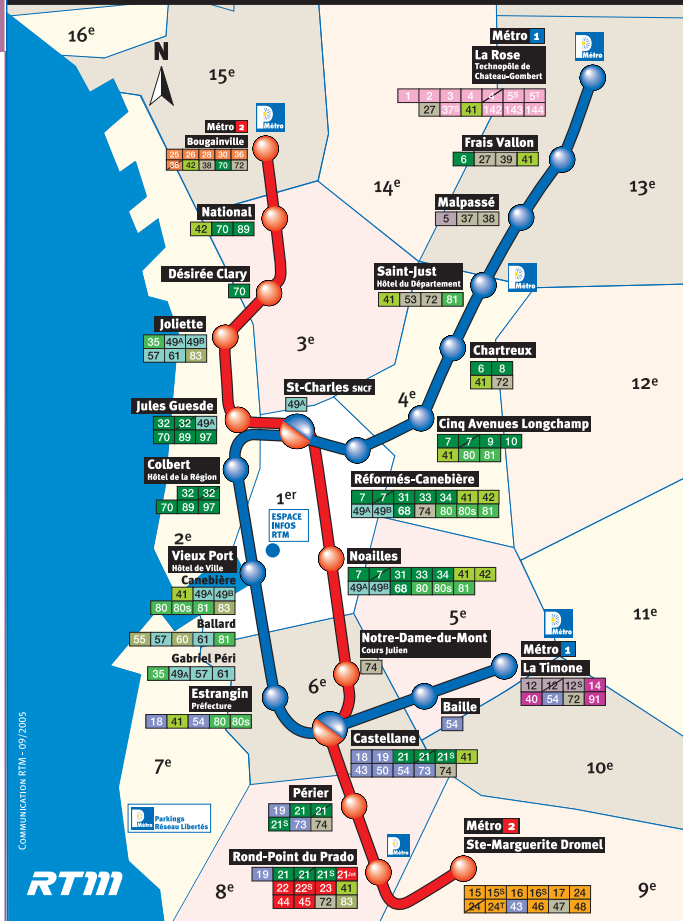 16e
N
15e
Métro 1
La Rose
Technopôle de
Chateau-Gombert
1 2 3 4 4 5S 5T
27 37S 41 142 143 144
Métro
Métro 2
Bougainville
25 26 28 30 36
38 42 38 70 72
Métro
Frais Vallon
6 27 39 41
14e
13e
Malpassé
5 37 38
National
42 70 89
Saint-Just
Hôtel du Département
41 53 72 81
Métro
Désirée Clary
70
Joliette
35 49A 49B
57 61 83
3e
Chartreux
6 8
41 72
12e
St-Charles SNCF
49A
4e
Jules Guesde
32 32 49A
70 89 97
Cinq Avenues Longchamp
7 7 9 10
41 80 81
Colbert
Hôtel de la Région
32 32
70 89 97
Réformés-Canebière
7 7 31 33 34 41 42
49A 49B 68 74 80 80s 81
1er
ESPACE
INFOS
RTM
2e
Vieux Port
Hôtel de Ville
Canebière
41 49A 49B
80 80s 81 83
Noailles
7 7 31 33 34 41 42
49A 49B 68 80 80s 81
Ballard
55 57 60 61 81
5e
11e
Métro
Notre-Dame-du-Mont
Cours Julien
74
Métro 1
La Timone
12 12 12S 14
40 54 72 91
Gabriel Péri
35 49A 57 61
6e
Estrangin
Préfecture
18 41 54 80 80s
Baille
54
Castellane
18 19 21 21 21S 41
43 50 54 73 74
7e
10e
Périer
19 21 21
21S 73 74
Métro
Parkings
Réseau Libertés
Métro
Métro 2
Ste-Marguerite Dromel
15 15S 16 16S 17 24
24 24T 43 46 47 48
Rond-Point du Prado
19 21 21 21S 21Jet
22 22S 23 41
44 45 72 83
8e
9e
RTM
COMMUNICATION RTM - 09/2005